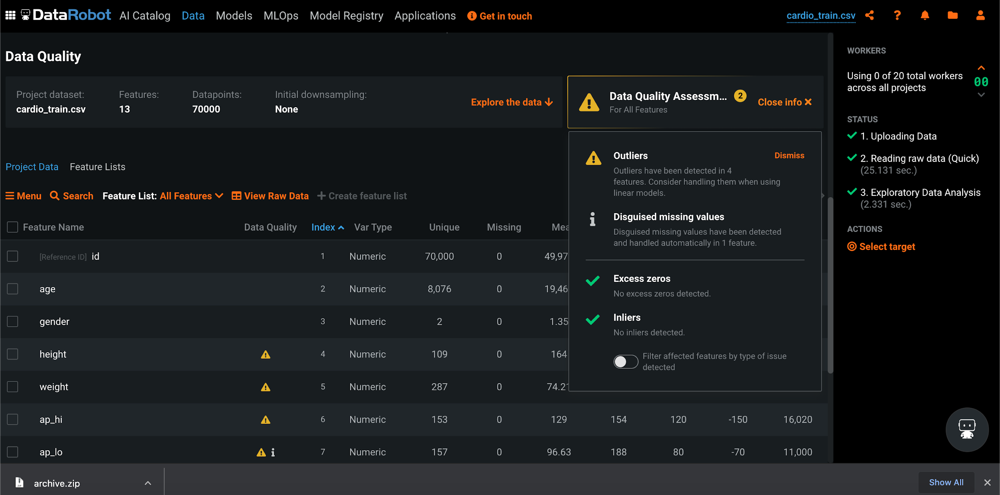 DataRobot AI Catalog Data Models MLOps Model Registry Applications Get in touch cardio_train.csv
Data Quality
Project dataset: Features: Datapoints: Initial downsampling:
cardio_train.csv 13 70000 None
Explore the data
Data Quality Assessm... 2
For All Features
Close info
Outliers Dismiss
Outliers have been detected in 4
features. Consider handling them when using
linear models.
Disguised missing values
Disguised missing values have been detected
and handled automatically in 1 feature.
Excess zeros
No excess zeros detected.
Inliers
No inliers detected.
Filter affected features by type of issue
detected
Project Data Feature Lists
Menu Search Feature List: All Features View Raw Data Create feature list
Feature Name Data Quality Index Var Type Unique Missing Mea
[Reference ID] id 1 Numeric 70,000 0 49,97
age 2 Numeric 8,076 0 19,46
gender 3 Numeric 2 0 1.35
height 4 Numeric 109 0 164
weight 5 Numeric 287 0 74.2
ap_hi 6 Numeric 153 0 129 154 120 -150 16,020
ap_lo 7 Numeric 157 0 96.63 188 80 -70 11,000
WORKERS
Using 0 of 20 total workers
across all projects
00
STATUS
1. Uploading Data
2. Reading raw data (Quick)
(25.131 sec.)
3. Exploratory Data Analysis
(2.331 sec.)
ACTIONS
Select target
ZIP
archive.zip
Show All